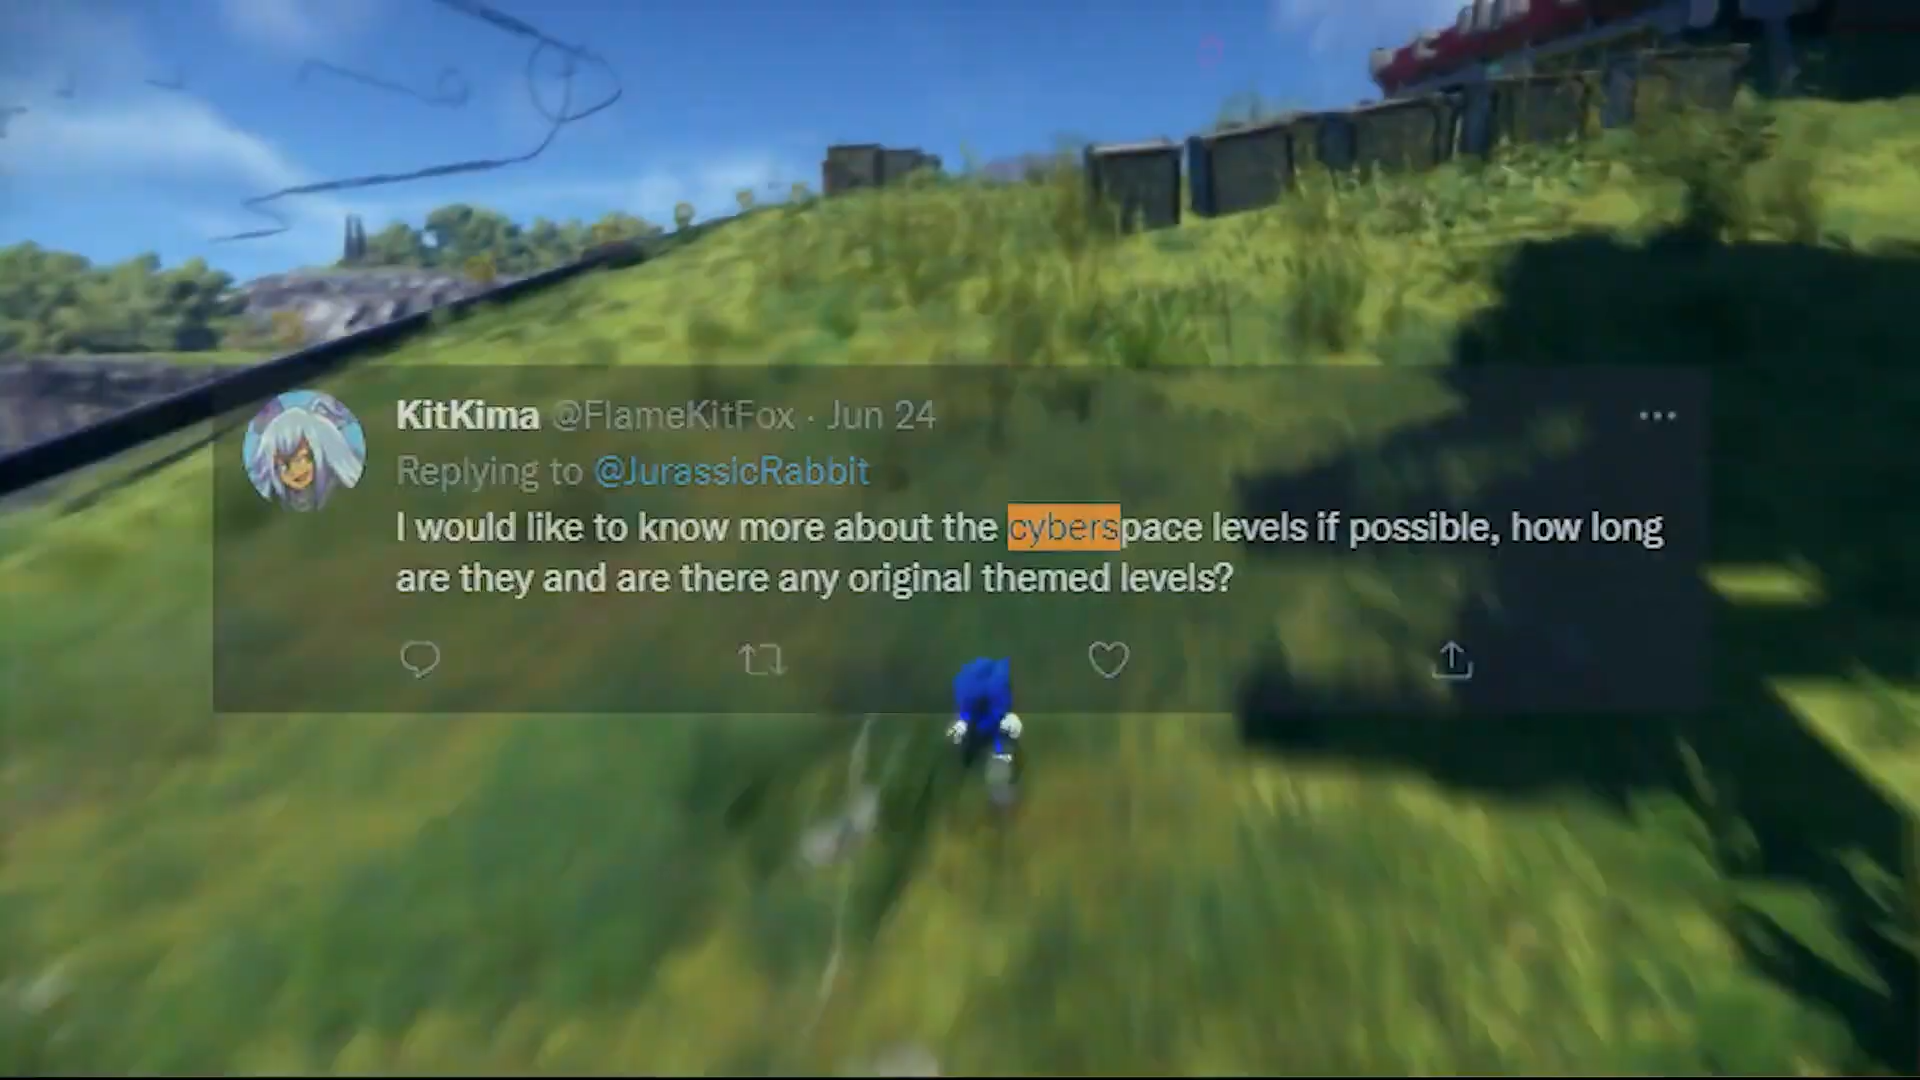 KitKima @FlameKitFox · Jun 24
Replying to @JurassicRabbit
I would like to know more about the cyberspace levels if possible, how long
are they and are there any original themed levels?